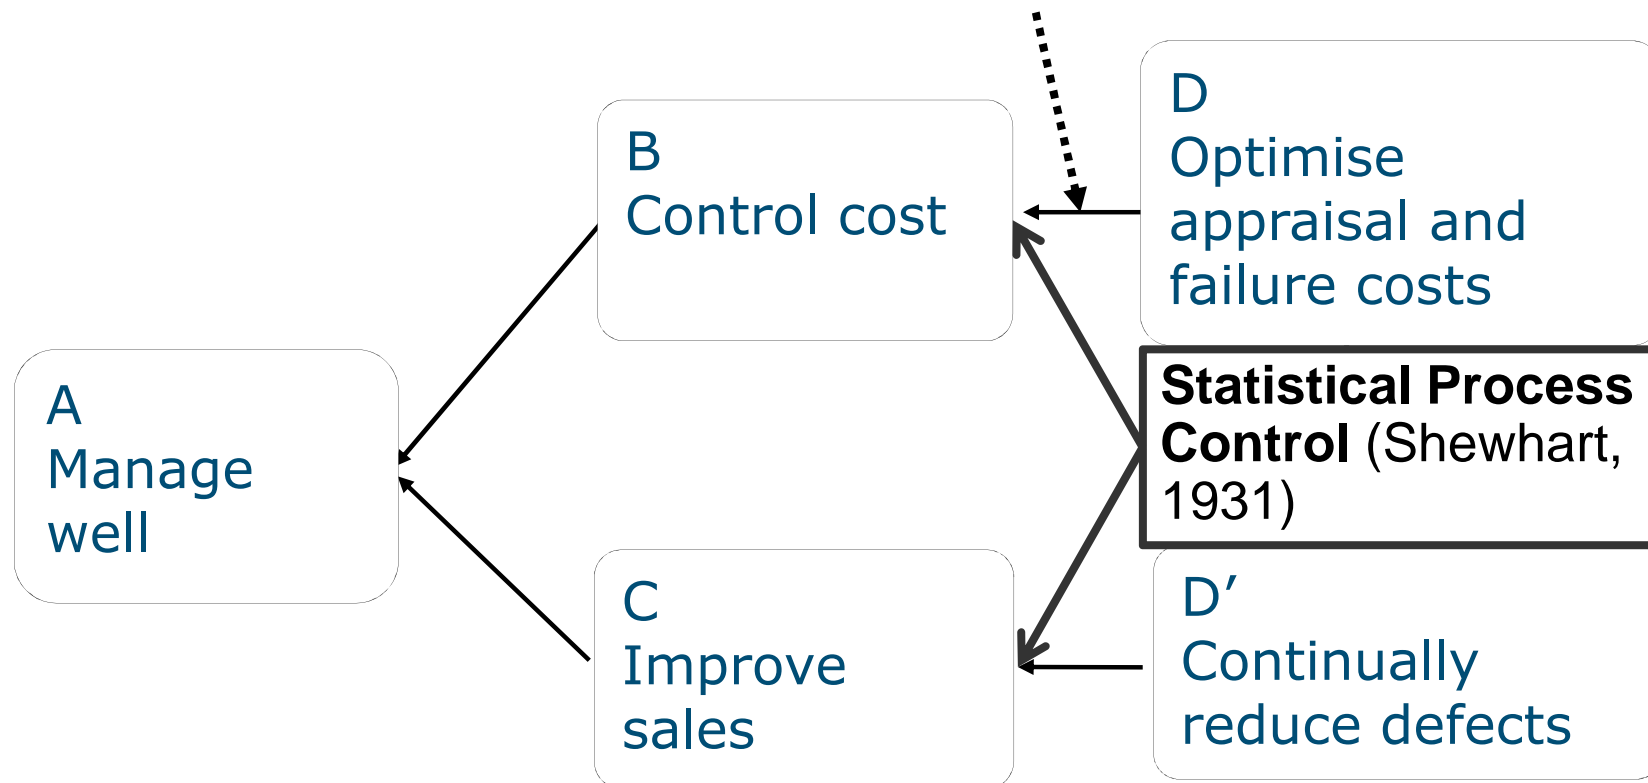 A
Manage
well
B
Control cost
C
Improve
sales
D
Optimise
appraisal and
failure costs
Statistical Process
Control (Shewhart,
1931)
D′
Continually
reduce defects